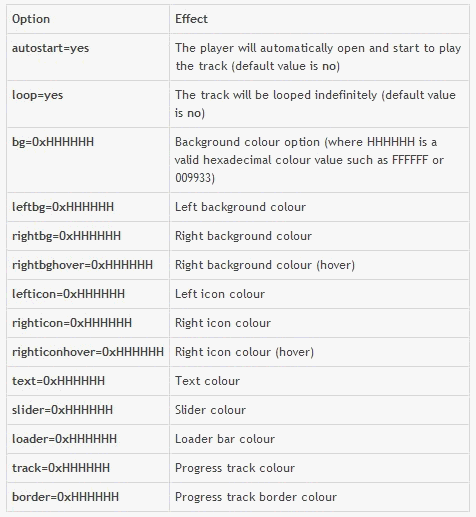 Option Effect
autostart=yes The player will automatically open and start to play
the track (default value is no)
loop=yes The track will be looped indefinitely (default value
is no)
bg=0xHHHHHH Background colour option (where HHHHHH is a
valid hexadecimal colour value such as FFFFFF or
009933)
leftbg=0xHHHHHH Left background colour
rightbg=0xHHHHHH Right background colour
rightbghover=0xHHHHHH Right background colour (hover)
lefticon=0xHHHHHH Left icon colour
righticon=0xHHHHHH Right icon colour
righticonhover=0xHHHHHH Right icon colour (hover)
text=0xHHHHHH Text colour
slider=0xHHHHHH Slider colour
loader=0xHHHHHH Loader bar colour
track=0xHHHHHH Progress track colour
border=0xHHHHHH Progress track border colour